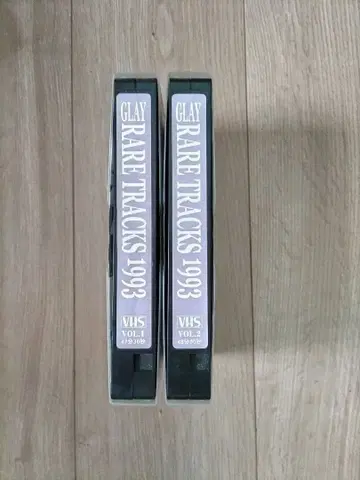 GLAY RARE TRACKS 1993
VHS
VOL.1
GLAY RARE TRACKS 1993
VHS
VOL.2